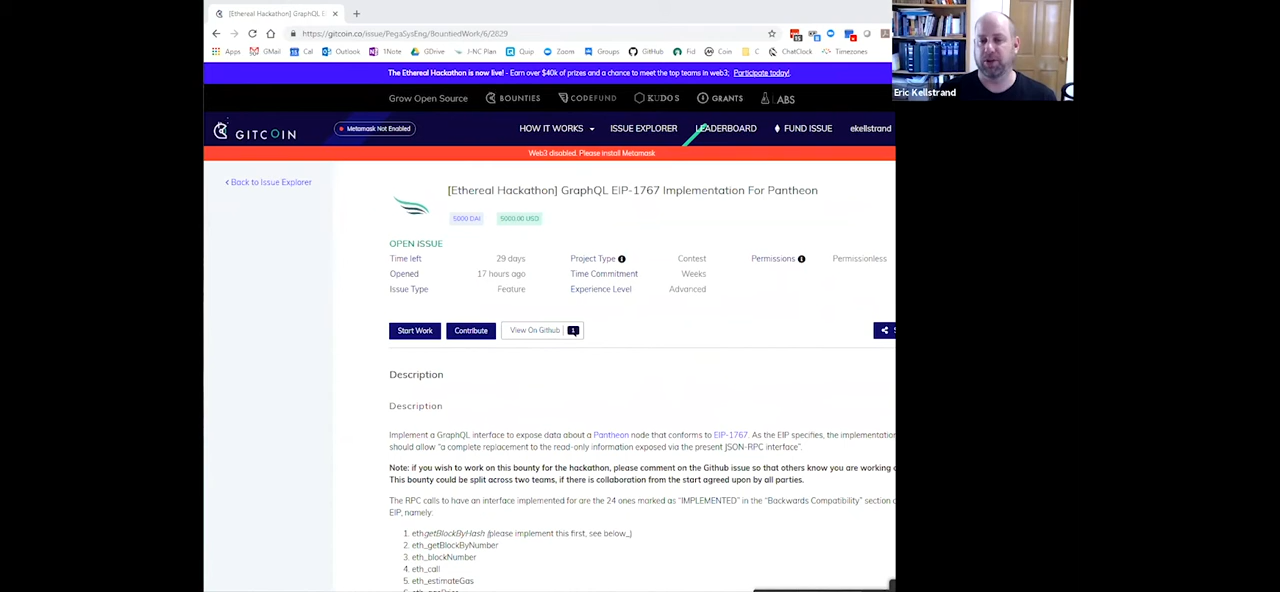 [Ethereal Hackathon] GraphQL E
https://gitcoin.co/issue/PegaSysEng/BountiedWork/6/2829
Apps GMail Cal Outlook 1Note GDrive J-NC Plan Quip Zoom Groups GitHub Fid Coin C ChatClock Timezones
Eric Kellstrand
The Ethereal Hackathon is now live! - Earn over $40k of prizes and a chance to meet the top teams in web3; Participate today!
Grow Open Source BOUNTIES CODEFUND KUDOS GRANTS LABS
GITCOIN Metamask Not Enabled HOW IT WORKS ISSUE EXPLORER LEADERBOARD FUND ISSUE ekellstrand
Web3 disabled. Please install Metamask
Back to Issue Explorer
[Ethereal Hackathon] GraphQL EIP-1767 Implementation For Pantheon
5000 DAI 5000.00 USD
OPEN ISSUE
Time left 29 days Project Type Contest Permissions Permissionless
Opened 17 hours ago Time Commitment Weeks
Issue Type Feature Experience Level Advanced
Start Work Contribute View On Github 1 S
Description
Description
Implement a GraphQL interface to expose data about a Pantheon node that conforms to EIP-1767. As the EIP specifies, the implementation
should allow "a complete replacement to the read-only information exposed via the present JSON-RPC interface".
Note: if you wish to work on this bounty for the hackathon, please comment on the Github issue so that others know you are working o
This bounty could be split across two teams, if there is collaboration from the start agreed upon by all parties.
The RPC calls to have an interface implemented for are the 24 ones marked as "IMPLEMENTED" in the "Backwards Compatibility" section o
EIP, namely:
1. ethgetBlockByHash (please implement this first, see below_)
2. eth_getBlockByNumber
3. eth_blockNumber
4. eth_call
5. eth_estimateGas